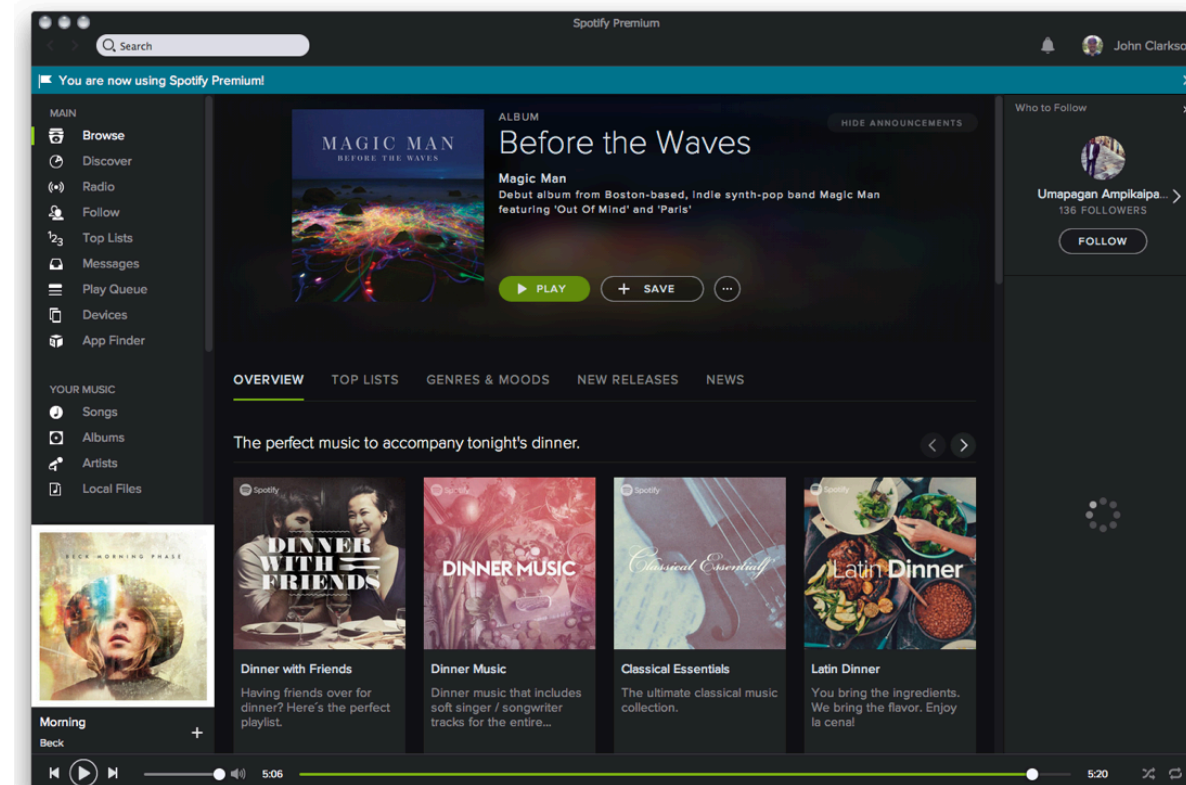 Spotify Premium
Search
John Clarkso
You are now using Spotify Premium!
MAIN
Browse
Discover
Radio
Follow
Top Lists
Messages
Play Queue
Devices
App Finder
YOUR MUSIC
Songs
Albums
Artists
Local Files
BECK MORNING PHASE
Morning
Beck
MAGIC MAN
BEFORE THE WAVES
ALBUM
Before the Waves
HIDE ANNOUNCEMENTS
Magic Man
Debut album from Boston-based, indie synth-pop band Magic Man
featuring 'Out Of Mind' and 'Paris'
PLAY
SAVE
OVERVIEW TOP LISTS GENRES & MOODS NEW RELEASES NEWS
The perfect music to accompany tonight's dinner.
Spotify
DINNER
WITH
FRIENDS
Dinner with Friends
Having friends over for
dinner? Here´s the perfect
playlist.
Spotify
DINNER MUSIC
Dinner Music
Dinner music that includes
soft singer / songwriter
tracks for the entire...
Spotify
Classical Essentials
Classical Essentials
The ultimate classical music
collection.
Spotify
Latin Dinner
Latin Dinner
You bring the ingredients.
We bring the flavor. Enjoy
la cena!
Who to Follow
Umapagan Ampikaipa...
136 FOLLOWERS
FOLLOW
5:06
5:20